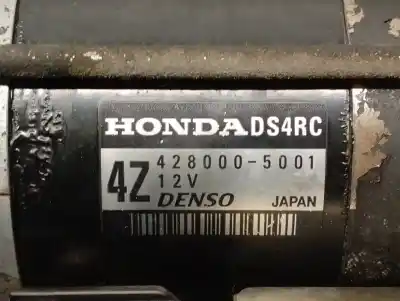 HONDA DS4RC
4Z 428000-5001
12V
DENSO JAPAN